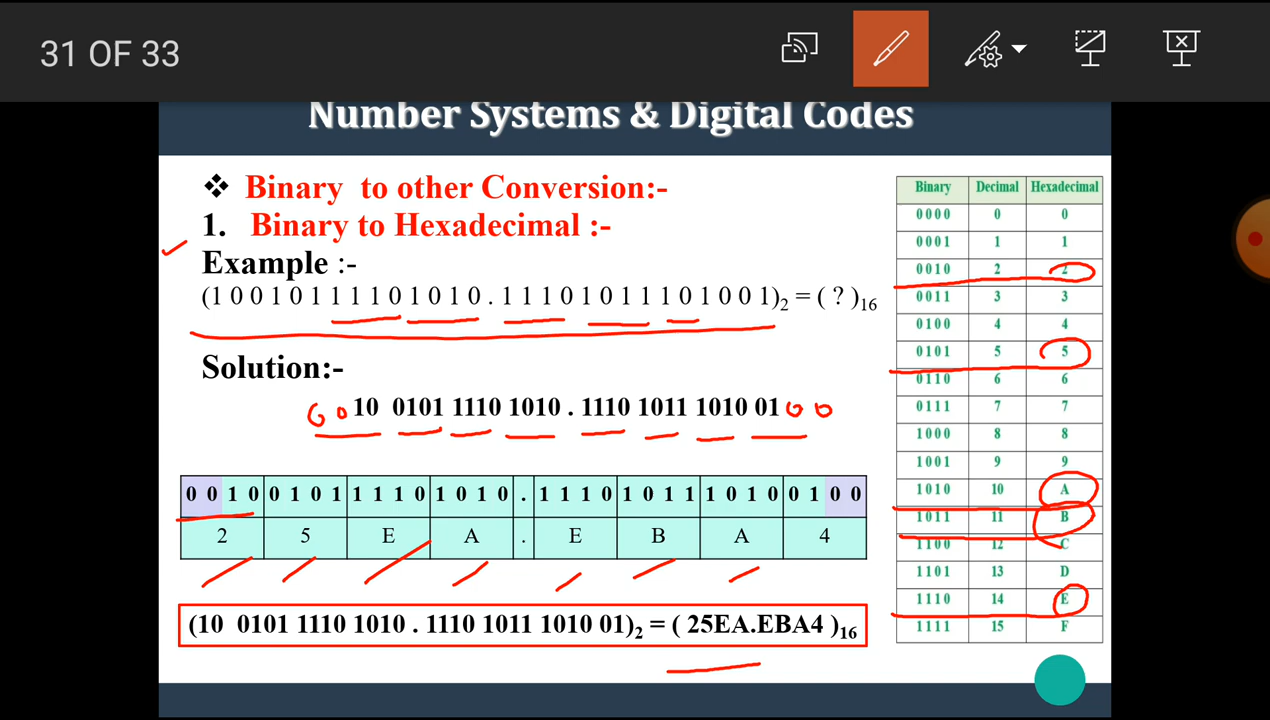 31 OF 33
Number Systems & Digital Codes
❖ Binary to other Conversion:-
1. Binary to Hexadecimal :-
Example :-
(1 0 0 1 0 1 1 1 1 0 1 0 1 0 . 1 1 1 0 1 0 1 1 1 0 1 0 0 1)2 = ( ? )16
Solution:-
0 0 10 0101 1110 1010 . 1110 1011 1010 01 0 0
0 0 1 0 0 1 0 1 1 1 1 0 1 0 1 0 . 1 1 1 0 1 0 1 1 1 0 1 0 0 1 0 0
2 5 E A . E B A 4
(10 0101 1110 1010 . 1110 1011 1010 01)2 = ( 25EA.EBA4 )16
Binary Decimal Hexadecimal
0000 0 0
0001 1 1
0010 2 2
0011 3 3
0100 4 4
0101 5 5
0110 6 6
0111 7 7
1000 8 8
1001 9 9
1010 10 A
1011 11 B
1100 12 C
1101 13 D
1110 14 E
1111 15 F